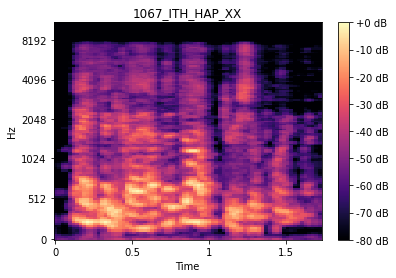 1067_ITH_HAP_XX
+0 dB
8192
-10 dB
4096
-20 dB
-30 dB
2048
Hz
-40 dB
1024
-50 dB
512
-60 dB
-70 dB
0
-80 dB
0
0.5
1
1.5
Time